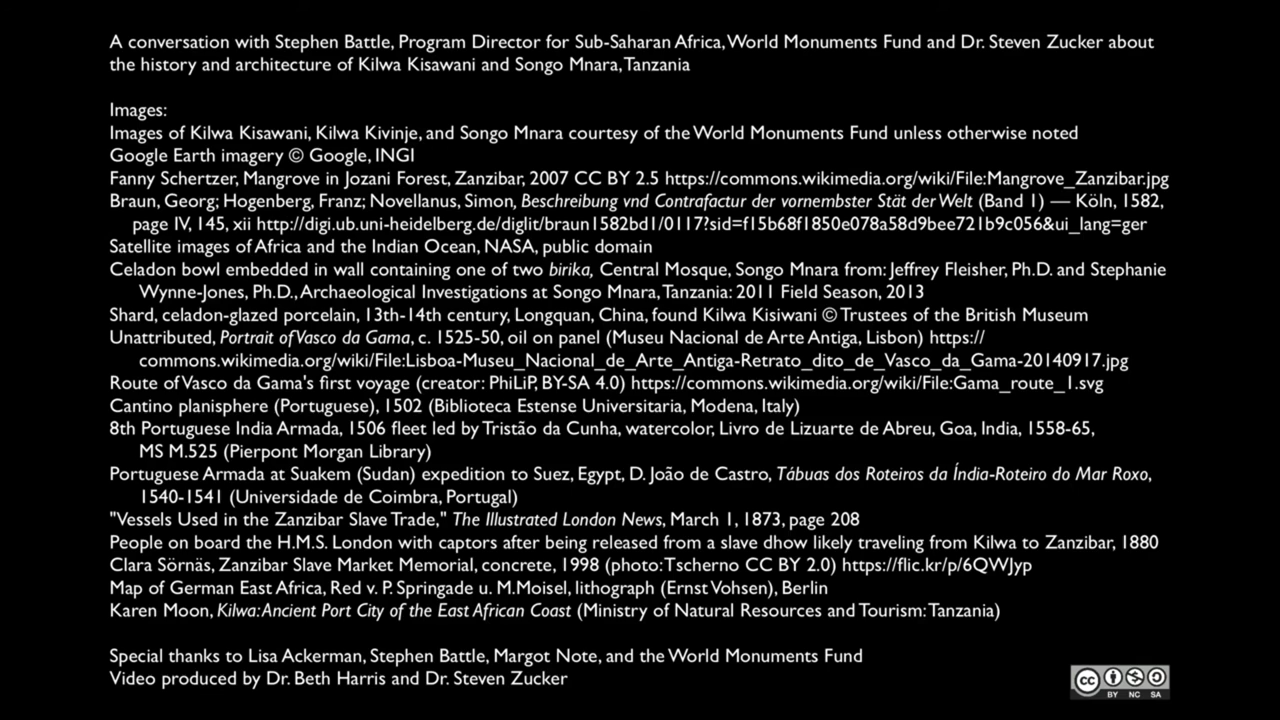 A conversation with Stephen Battle, Program Director for Sub-Saharan Africa, World Monuments Fund and Dr. Steven Zucker about
the history and architecture of Kilwa Kisawani and Songo Mnara, Tanzania
Images:
Images of Kilwa Kisawani, Kilwa Kivinje, and Songo Mnara courtesy of the World Monuments Fund unless otherwise noted
Google Earth imagery © Google, INGI
Fanny Schertzer, Mangrove in Jozani Forest, Zanzibar, 2007 CC BY 2.5 https://commons.wikimedia.org/wiki/File:Mangrove_Zanzibar.jpg
Braun, Georg; Hogenberg, Franz; Novellanus, Simon, Beschreibung vnd Contrafactur der vornembster Stät der Welt (Band 1) — Köln, 1582,
page IV, 145, xii http://digi.ub.uni-heidelberg.de/diglit/braun1582bd1/0117?sid=f15b68f1850e078a58d9bee721b9c056&ui_lang=ger
Satellite images of Africa and the Indian Ocean, NASA, public domain
Celadon bowl embedded in wall containing one of two birika, Central Mosque, Songo Mnara from: Jeffrey Fleisher, Ph.D. and Stephanie
Wynne-Jones, Ph.D., Archaeological Investigations at Songo Mnara, Tanzania: 2011 Field Season, 2013
Shard, celadon-glazed porcelain, 13th-14th century, Longquan, China, found Kilwa Kisiwani © Trustees of the British Museum
Unattributed, Portrait of Vasco da Gama, c. 1525-50, oil on panel (Museu Nacional de Arte Antiga, Lisbon) https://
commons.wikimedia.org/wiki/File:Lisboa-Museu_Nacional_de_Arte_Antiga-Retrato_dito_de_Vasco_da_Gama-20140917.jpg
Route of Vasco da Gama's first voyage (creator: PhiLiP, BY-SA 4.0) https://commons.wikimedia.org/wiki/File:Gama_route_1.svg
Cantino planisphere (Portuguese), 1502 (Biblioteca Estense Universitaria, Modena, Italy)
8th Portuguese India Armada, 1506 fleet led by Tristão da Cunha, watercolor, Livro de Lizuarte de Abreu, Goa, India, 1558-65,
MS M.525 (Pierpont Morgan Library)
Portuguese Armada at Suakem (Sudan) expedition to Suez, Egypt, D. João de Castro, Tábuas dos Roteiros da Índia-Roteiro do Mar Roxo,
1540-1541 (Universidade de Coimbra, Portugal)
"Vessels Used in the Zanzibar Slave Trade," The Illustrated London News, March 1, 1873, page 208
People on board the H.M.S. London with captors after being released from a slave dhow likely traveling from Kilwa to Zanzibar, 1880
Clara Sörnäs, Zanzibar Slave Market Memorial, concrete, 1998 (photo: Tscherno CC BY 2.0) https://flic.kr/p/6QWJyp
Map of German East Africa, Red v. P. Springade u. M.Moisel, lithograph (Ernst Vohsen), Berlin
Karen Moon, Kilwa: Ancient Port City of the East African Coast (Ministry of Natural Resources and Tourism: Tanzania)
Special thanks to Lisa Ackerman, Stephen Battle, Margot Note, and the World Monuments Fund
Video produced by Dr. Beth Harris and Dr. Steven Zucker
cc BY NC SA